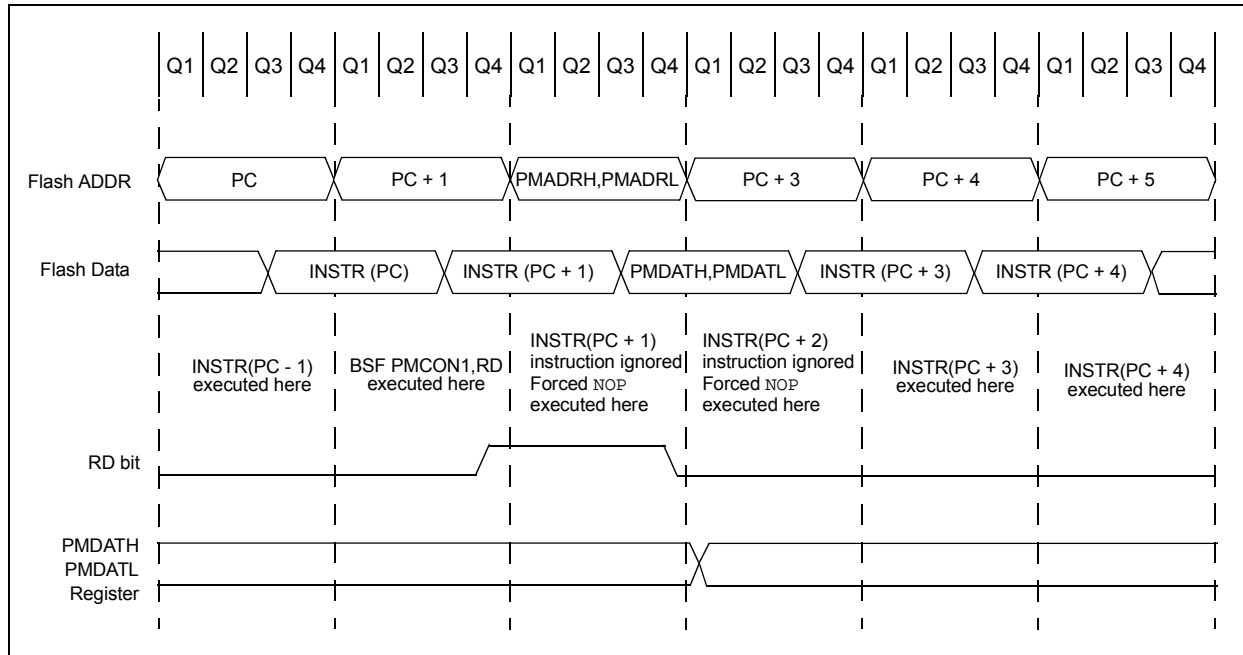 Q1 Q2 Q3 Q4 Q1 Q2 Q3 Q4 Q1 Q2 Q3 Q4 Q1 Q2 Q3 Q4 Q1 Q2 Q3 Q4 Q1 Q2 Q3 Q4
Flash ADDR PC PC + 1 PMADRH,PMADRL PC + 3 PC + 4 PC + 5
Flash Data INSTR (PC) INSTR (PC + 1) PMDATH,PMDATL INSTR (PC + 3) INSTR (PC + 4)
INSTR(PC - 1)
executed here
BSF PMCON1,RD
executed here
INSTR(PC + 1)
instruction ignored
Forced NOP
executed here
INSTR(PC + 2)
instruction ignored
Forced NOP
executed here
INSTR(PC + 3)
executed here
INSTR(PC + 4)
executed here
RD bit
PMDATH
PMDATL
Register